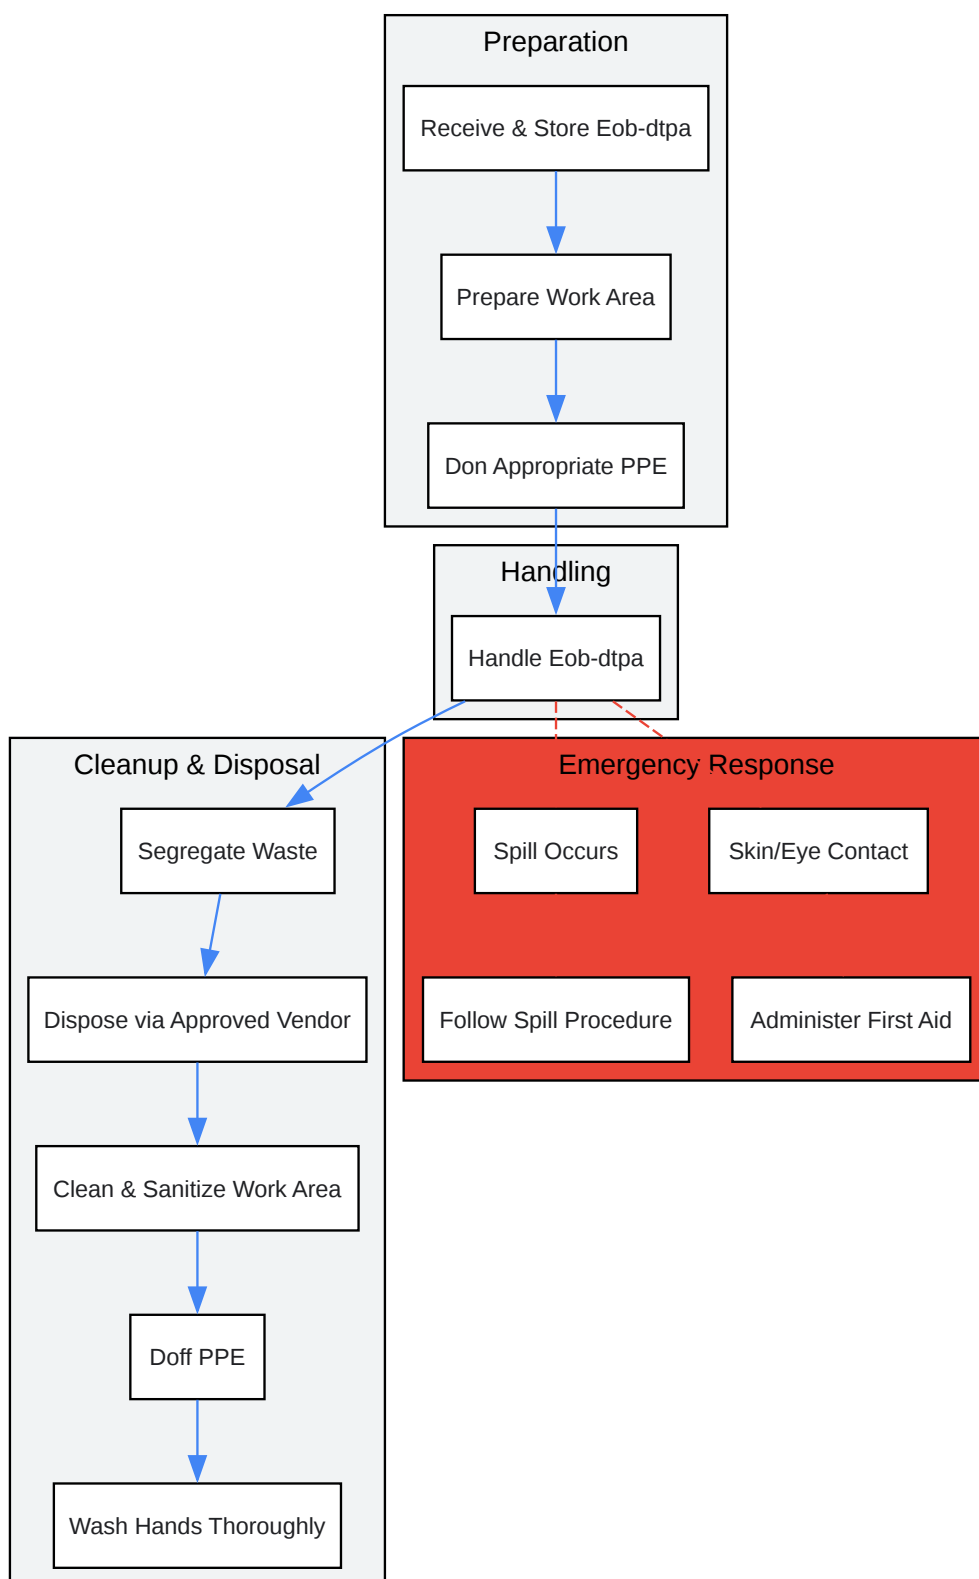 Preparation
Receive & Store Eob-dtpa
Prepare Work Area
Don Appropriate PPE
Handling
Handle Eob-dtpa
Cleanup & Disposal
Segregate Waste
Dispose via Approved Vendor
Clean & Sanitize Work Area
Doff PPE
Wash Hands Thoroughly
Emergency Response
Spill Occurs
Skin/Eye Contact
Follow Spill Procedure
Administer First Aid